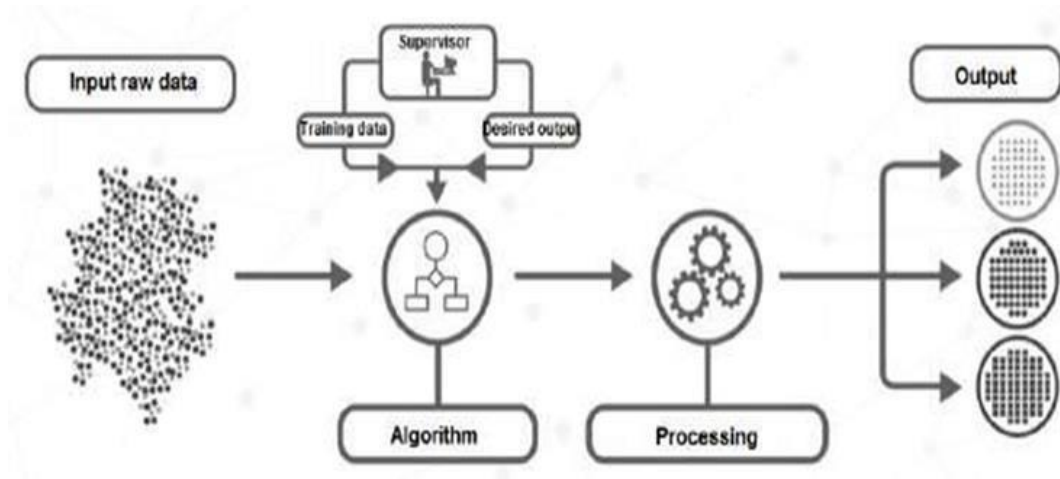 Input raw data
Supervisor
Training data
Desired output
Output
Algorithm
Processing